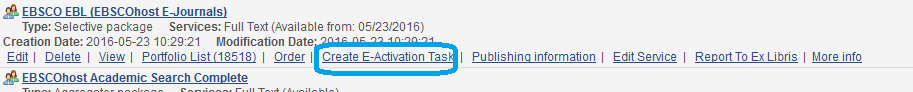 EBSCO EBL (EBSCOhost E-Journals)
Type: Selective package Services: Full Text (Available from: 05/23/2016)
Creation Date: 2016-05-23 10:29:21 Modification Date: 2016-05-23 10:29:21
Edit | Delete | View | Portfolio List (18518) | Order | Create E-Activation Task | Publishing information | Edit Service | Report To Ex Libris | More info
EBSCOhost Academic Search Complete
Type: Aggregator package Services: Full Text (Available)